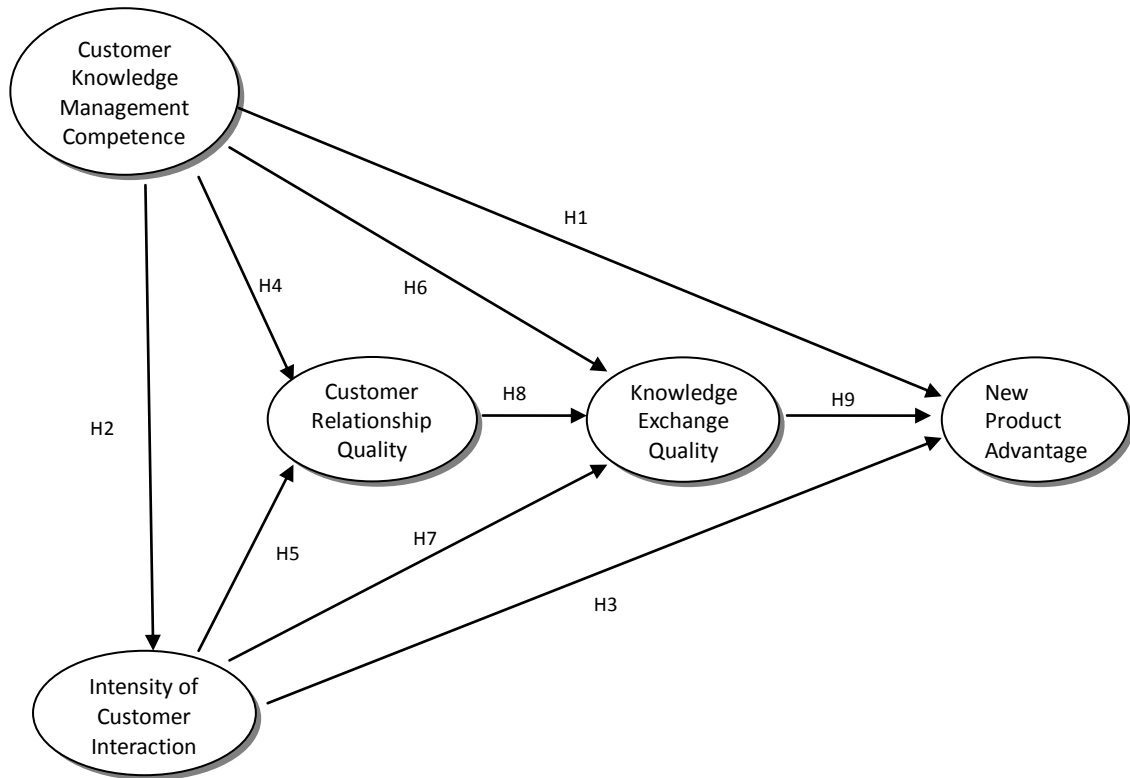 Customer
Knowledge
Management
Competence
H1
H4
H6
H2
Customer
Relationship
Quality
H8
Knowledge
Exchange
Quality
H9
New
Product
Advantage
H5
H7
H3
Intensity of
Customer
Interaction